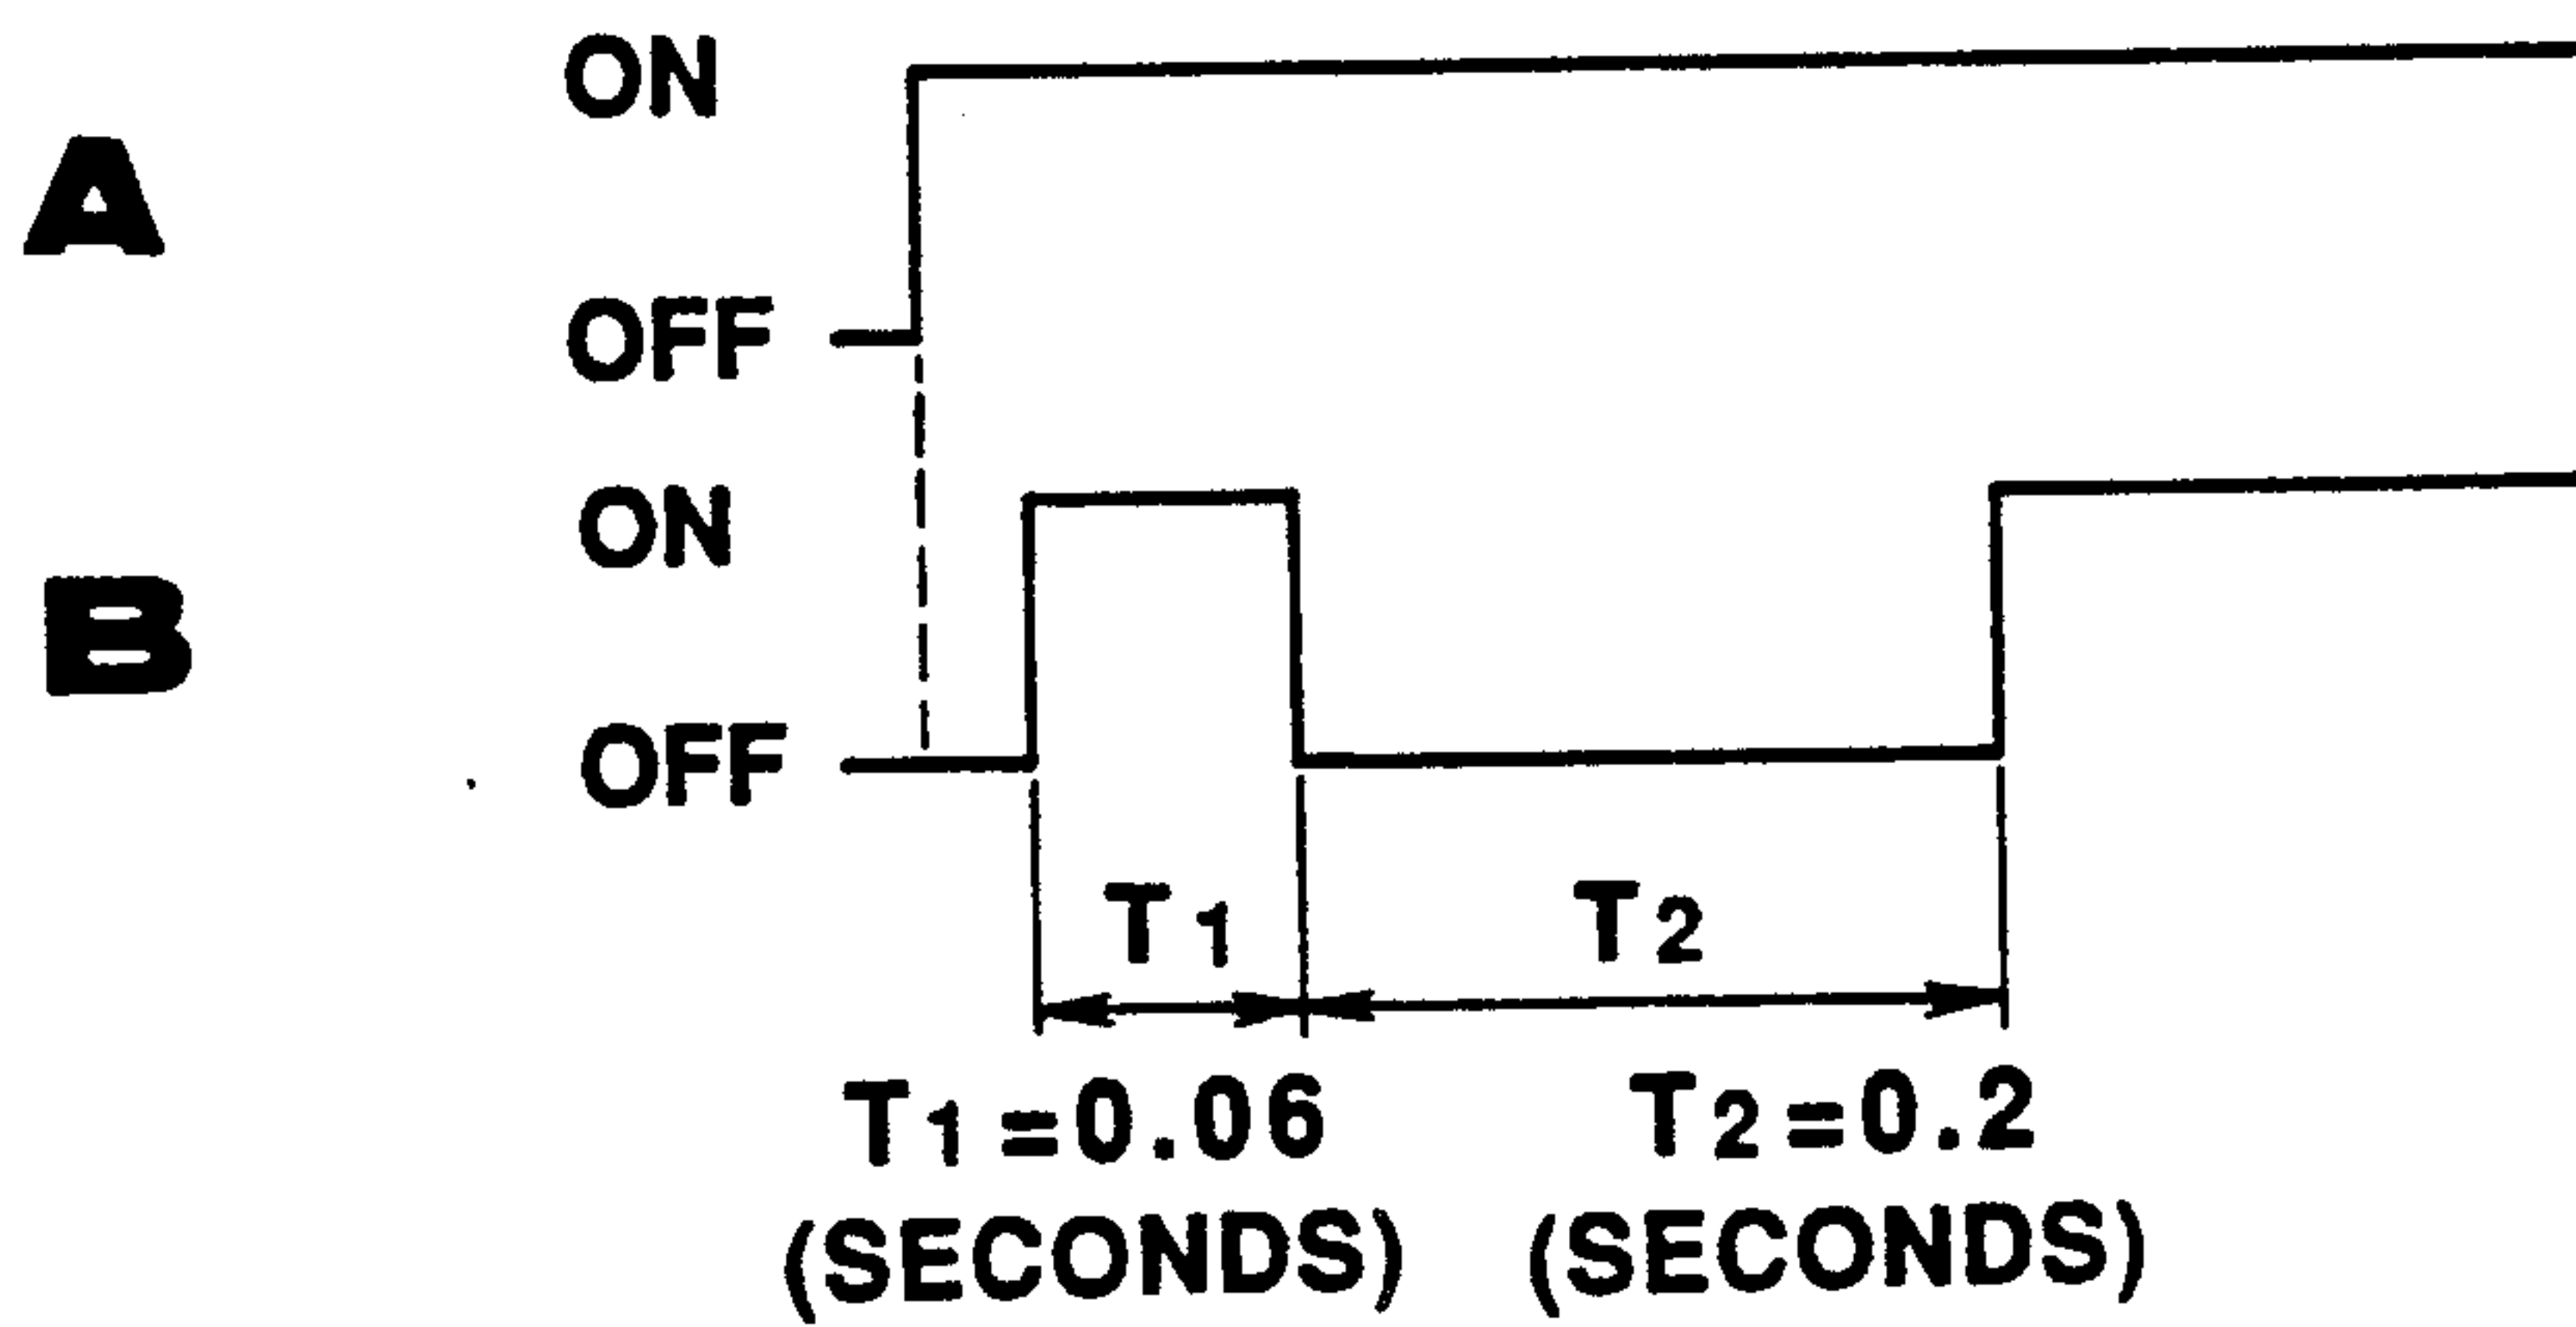 ON
A
OFF
ON
B
OFF
T1 T2
T1=0.06 T2=0.2
(SECONDS) (SECONDS)